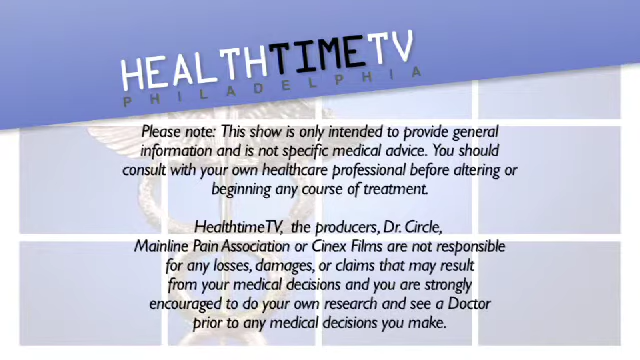 HEALTHTIMETV
PHILADELPHIA
Please note: This show is only intended to provide general
information and is not specific medical advice. You should
consult with your own healthcare professional before altering or
beginning any course of treatment.
HealthtimeTV, the producers, Dr. Circle,
Mainline Pain Association or Cinex Films are not responsible
for any losses, damages, or claims that may result
from your medical decisions and you are strongly
encouraged to do your own research and see a Doctor
prior to any medical decisions you make.